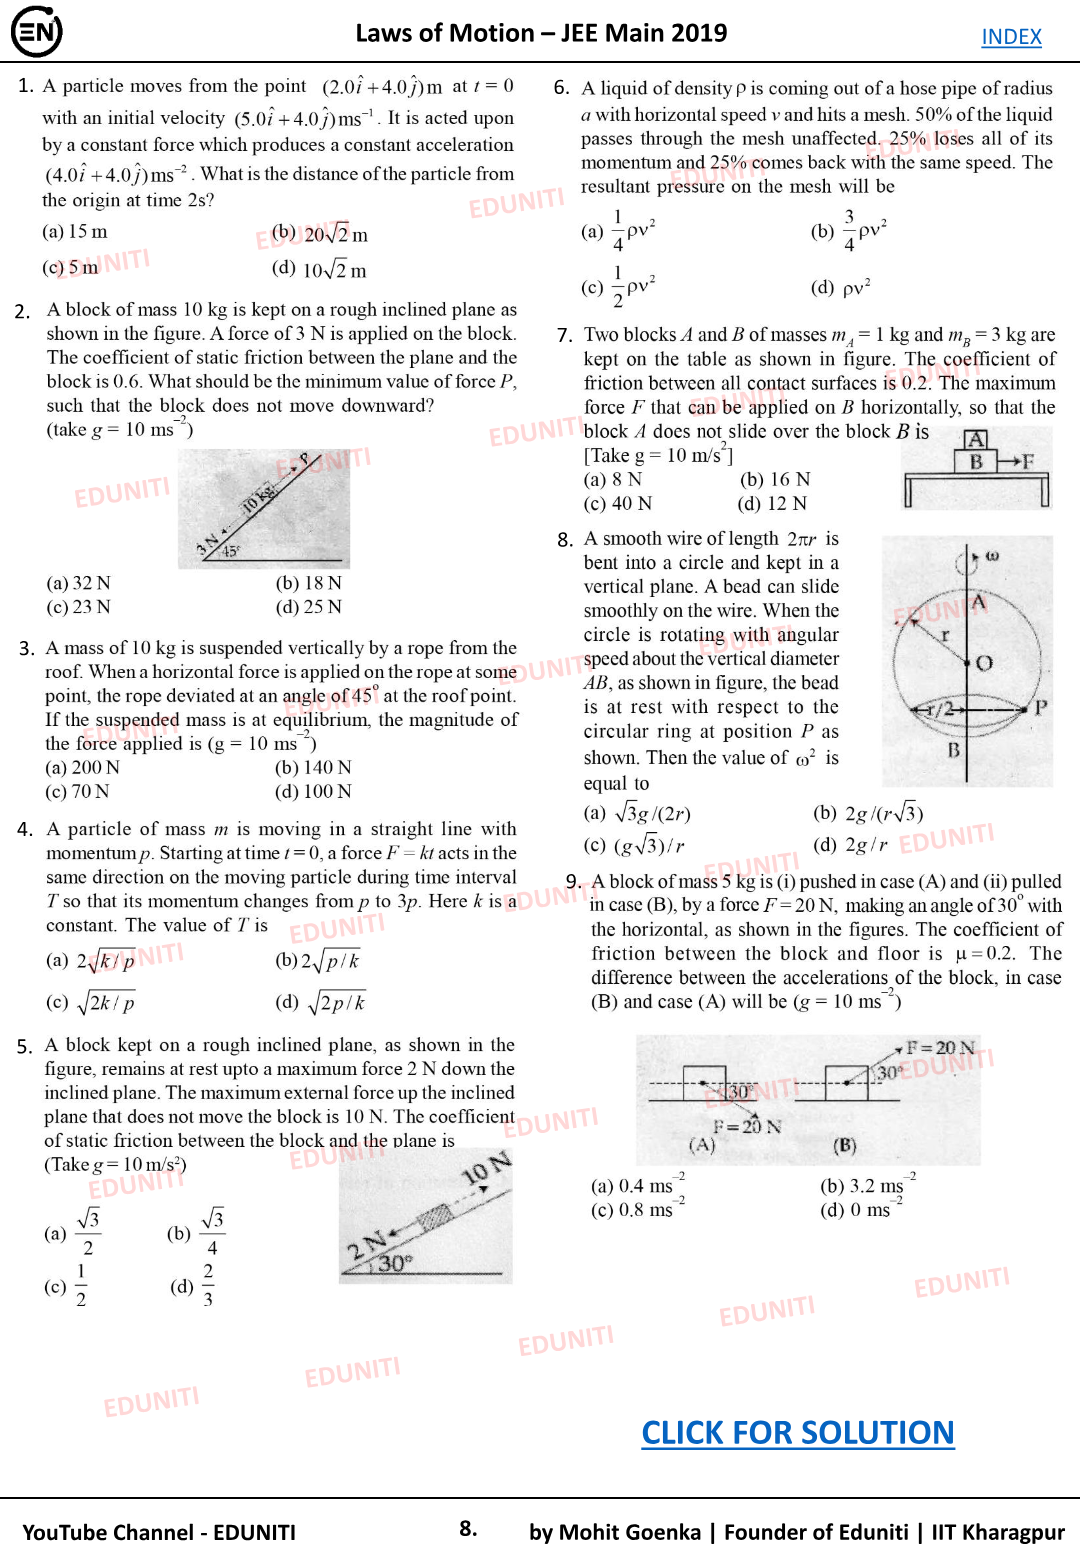 EN
Laws of Motion – JEE Main 2019
INDEX
1. A particle moves from the point (2.0î + 4.0ĵ) m at t = 0
with an initial velocity (5.0î + 4.0ĵ) ms⁻¹. It is acted upon
by a constant force which produces a constant acceleration
(4.0î + 4.0ĵ) ms⁻². What is the distance of the particle from
the origin at time 2s?
(a) 15 m (b) 20√2 m
(c) 5 m (d) 10√2 m
2. A block of mass 10 kg is kept on a rough inclined plane as
shown in the figure. A force of 3 N is applied on the block.
The coefficient of static friction between the plane and the
block is 0.6. What should be the minimum value of force P,
such that the block does not move downward?
(take g = 10 ms⁻²)
P
10 kg
3 N
45°
(a) 32 N (b) 18 N
(c) 23 N (d) 25 N
3. A mass of 10 kg is suspended vertically by a rope from the
roof. When a horizontal force is applied on the rope at some
point, the rope deviated at an angle of 45° at the roof point.
If the suspended mass is at equilibrium, the magnitude of
the force applied is (g = 10 ms⁻²)
(a) 200 N (b) 140 N
(c) 70 N (d) 100 N
4. A particle of mass m is moving in a straight line with
momentum p. Starting at time t = 0, a force F = kt acts in the
same direction on the moving particle during time interval
T so that its momentum changes from p to 3p. Here k is a
constant. The value of T is
(a) 2√(k/p) (b) 2√(p/k)
(c) √(2k/p) (d) √(2p/k)
5. A block kept on a rough inclined plane, as shown in the
figure, remains at rest upto a maximum force 2 N down the
inclined plane. The maximum external force up the inclined
plane that does not move the block is 10 N. The coefficient
of static friction between the block and the plane is
(Take g = 10 m/s²)
10 N
2 N
30°
(a) √3/2 (b) √3/4
(c) 1/2 (d) 2/3
6. A liquid of density ρ is coming out of a hose pipe of radius
a with horizontal speed v and hits a mesh. 50% of the liquid
passes through the mesh unaffected. 25% loses all of its
momentum and 25% comes back with the same speed. The
resultant pressure on the mesh will be
(a) 1/4 ρv² (b) 3/4 ρv²
(c) 1/2 ρv² (d) ρv²
7. Two blocks A and B of masses m_A = 1 kg and m_B = 3 kg are
kept on the table as shown in figure. The coefficient of
friction between all contact surfaces is 0.2. The maximum
force F that can be applied on B horizontally, so that the
block A does not slide over the block B is
[Take g = 10 m/s²]
A
B F
(a) 8 N (b) 16 N
(c) 40 N (d) 12 N
8. A smooth wire of length 2πr is
bent into a circle and kept in a
vertical plane. A bead can slide
smoothly on the wire. When the
circle is rotating with angular
speed about the vertical diameter
AB, as shown in figure, the bead
is at rest with respect to the
circular ring at position P as
shown. Then the value of ω² is
equal to
ω
A
r
O
r/2 P
B
(a) √3g/(2r) (b) 2g/(r√3)
(c) (g√3)/r (d) 2g/r
9. A block of mass 5 kg is (i) pushed in case (A) and (ii) pulled
in case (B), by a force F = 20 N, making an angle of 30° with
the horizontal, as shown in the figures. The coefficient of
friction between the block and floor is μ = 0.2. The
difference between the accelerations of the block, in case
(B) and case (A) will be (g = 10 ms⁻²)
F = 20 N
30° 30°
F = 20 N
(A) (B)
(a) 0.4 ms⁻² (b) 3.2 ms⁻²
(c) 0.8 ms⁻² (d) 0 ms⁻²
EDUNITI
CLICK FOR SOLUTION
YouTube Channel - EDUNITI 8. by Mohit Goenka | Founder of Eduniti | IIT Kharagpur